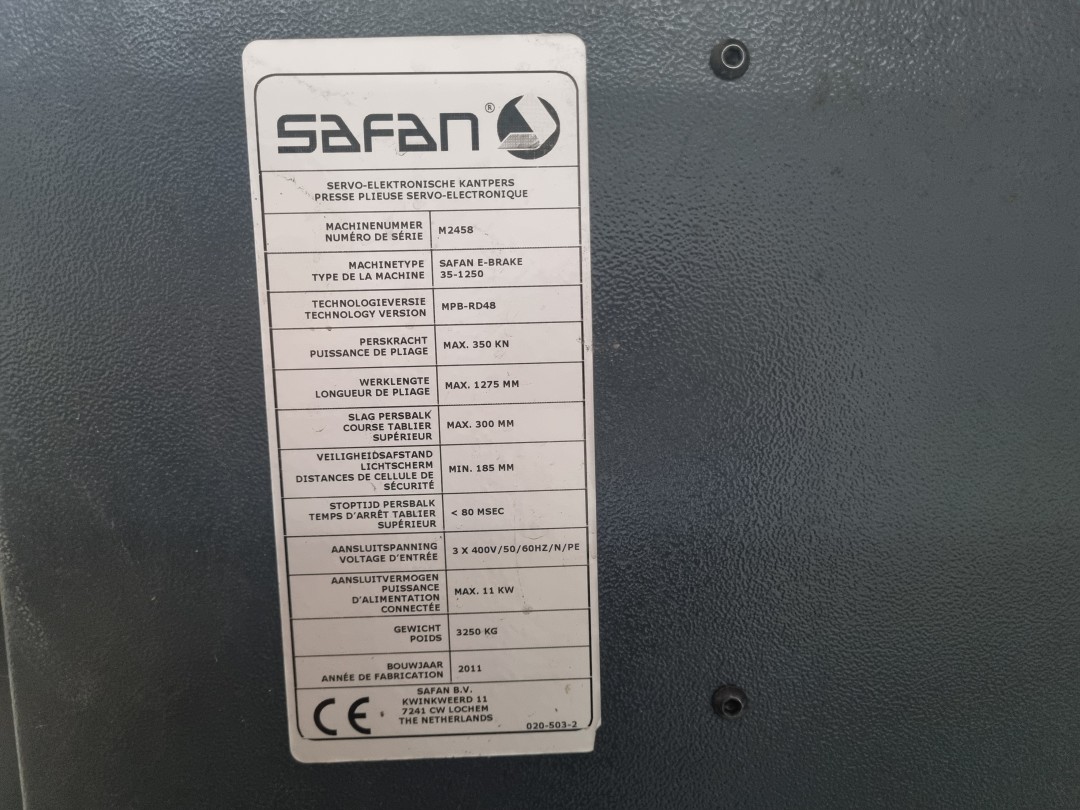 SAFAN®
SERVO-ELEKTRONISCHE KANTPERS
PRESSE PLIEUSE SERVO-ELECTRONIQUE
MACHINENUMMER
NUMÉRO DE SÉRIE
M2458
MACHINETYPE
TYPE DE LA MACHINE
SAFAN E-BRAKE
35-1250
TECHNOLOGIEVERSIE
TECHNOLOGY VERSION
MPB-RD48
PERSKRACHT
PUISSANCE DE PLIAGE
MAX. 350 KN
WERKLENGTE
LONGUEUR DE PLIAGE
MAX. 1275 MM
SLAG PERSBALK
COURSE TABLIER
SUPÉRIEUR
MAX. 300 MM
VEILIGHEIDSAFSTAND
LICHTSCHERM
DISTANCES DE CELLULE DE
SÉCURITÉ
MIN. 185 MM
STOPTIJD PERSBALK
TEMPS D'ARRÊT TABLIER
SUPÉRIEUR
< 80 MSEC
AANSLUITSPANNING
VOLTAGE D'ENTRÉE
3 X 400V/50/60HZ/N/PE
AANSLUITVERMOGEN
PUISSANCE
D'ALIMENTATION
CONNECTÉE
MAX. 11 KW
GEWICHT
POIDS
3250 KG
BOUWJAAR
ANNÉE DE FABRICATION
2011
CE
SAFAN B.V.
KWINKWEERD 11
7241 CW LOCHEM
THE NETHERLANDS
020-503-2